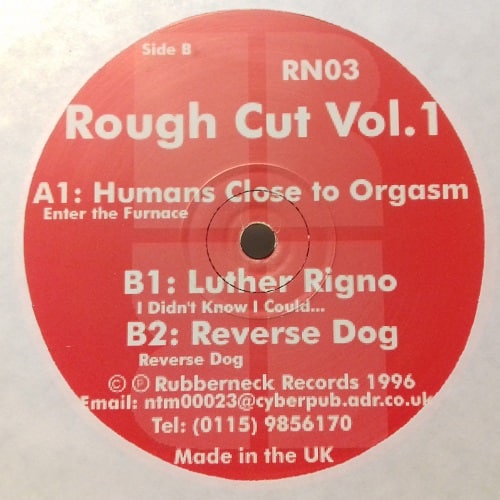 Side B
RN03
Rough Cut Vol.1
A1: Humans Close to Orgasm
Enter the Furnace
B1: Luther Rigno
I Didn't Know I Could...
B2: Reverse Dog
Reverse Dog
© ℗ Rubberneck Records 1996
Email: ntm00023@cyberpub.adr.co.uk
Tel: (0115) 9856170
Made in the UK